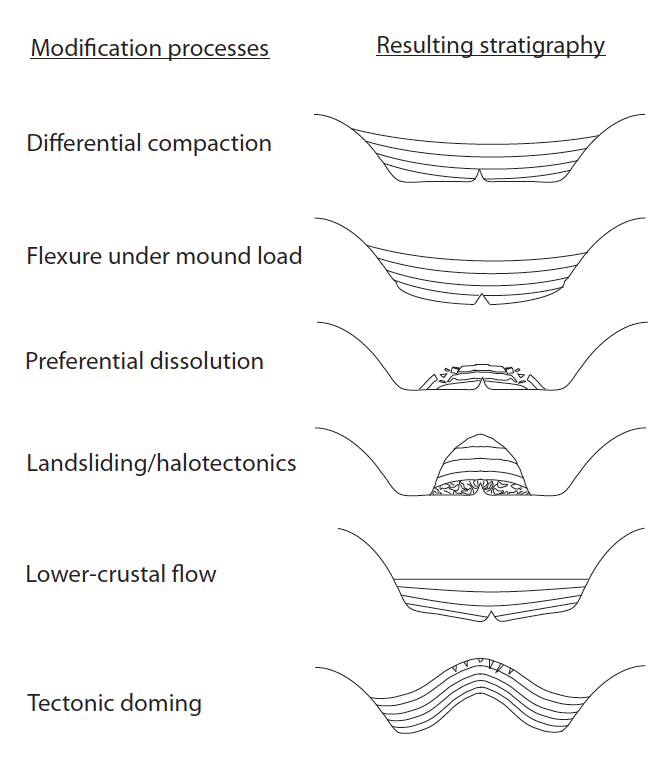 Modification processes
Resulting stratigraphy
Differential compaction
Flexure under mound load
Preferential dissolution
Landsliding/halotectonics
Lower-crustal flow
Tectonic doming